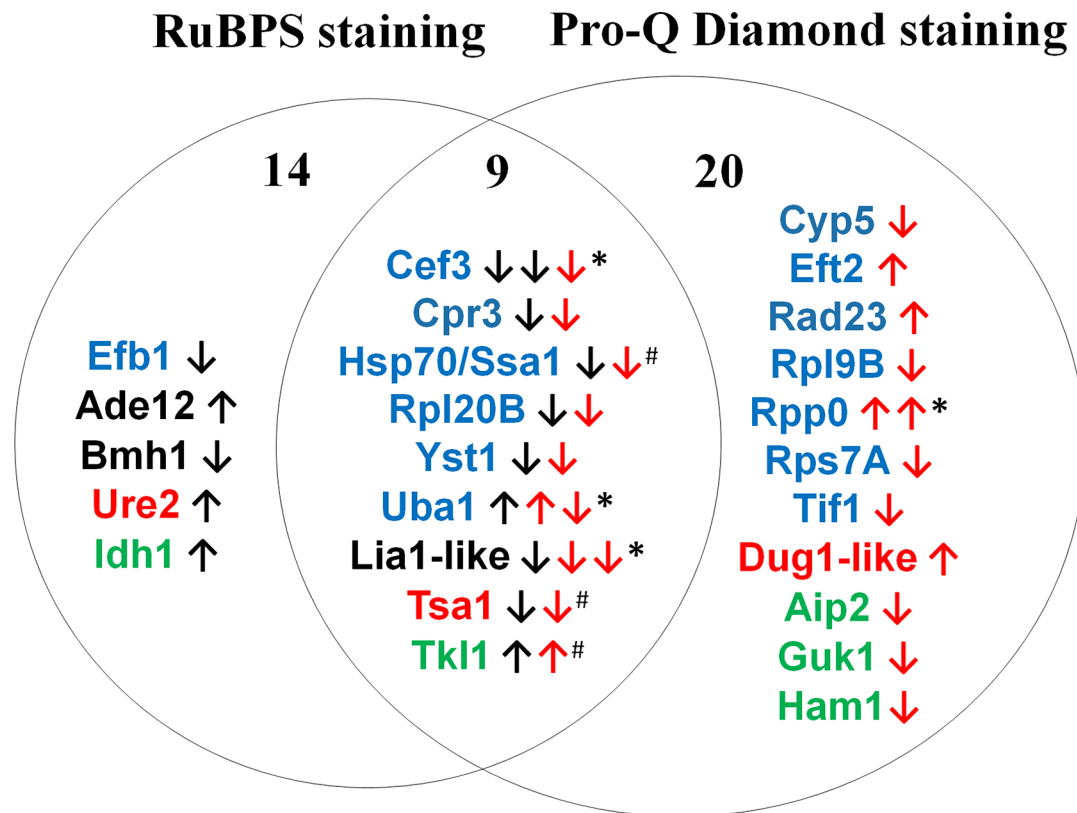 RuBPS staining
Pro-Q Diamond staining
14
9
20
Efb1 ↓
Ade12 ↑
Bmh1 ↓
Ure2 ↑
Idh1 ↑
Cef3 ↓↓↓*
Cpr3 ↓↓
Hsp70/Ssa1 ↓↓#
Rpl20B ↓↓
Yst1 ↓↓
Uba1 ↑↑↓*
Lia1-like ↓↓↓*
Tsa1 ↓↓#
Tkl1 ↑↑#
Cyp5 ↓
Eft2 ↑
Rad23 ↑
Rpl9B ↓
Rpp0 ↑↑*
Rps7A ↓
Tif1 ↓
Dug1-like ↑
Aip2 ↓
Guk1 ↓
Ham1↓